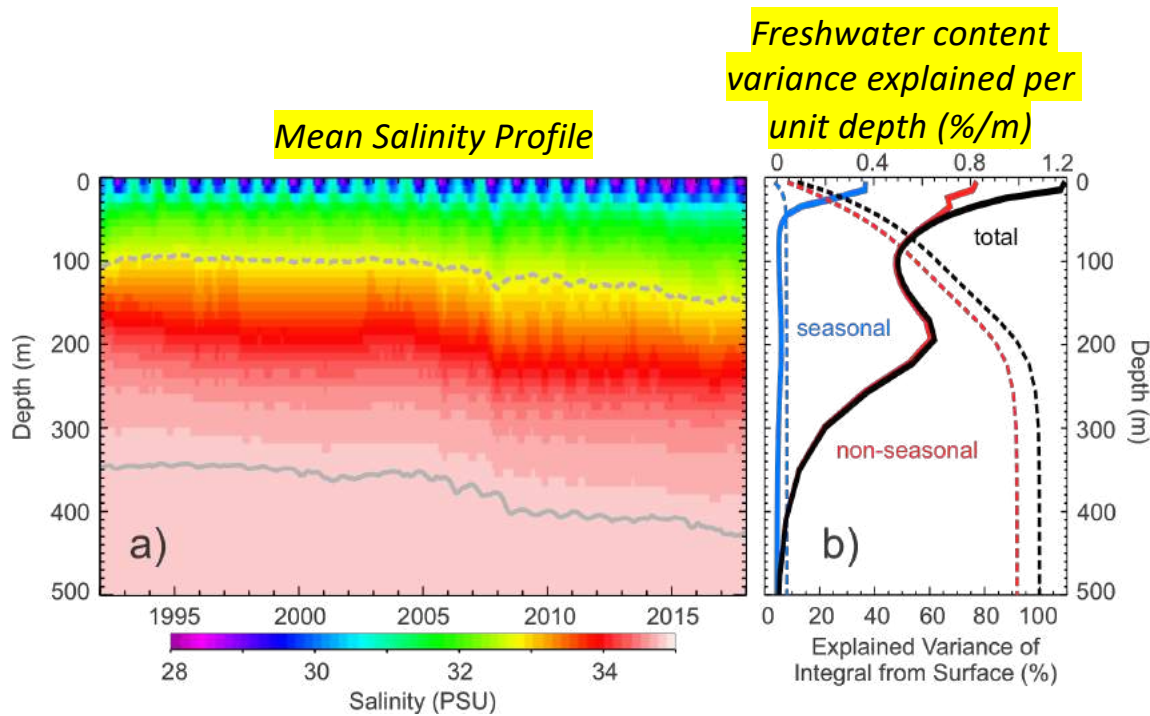 Freshwater content
variance explained per
unit depth (%/m)
Mean Salinity Profile
0 0.4 0.8 1.2
0
100
200
300
400
500
Depth (m)
a)
1995 2000 2005 2010 2015
28 30 32 34
Salinity (PSU)
total
seasonal
non-seasonal
b)
0
100
200
300
400
500
Depth (m)
0 20 40 60 80 100
Explained Variance of
Integral from Surface (%)